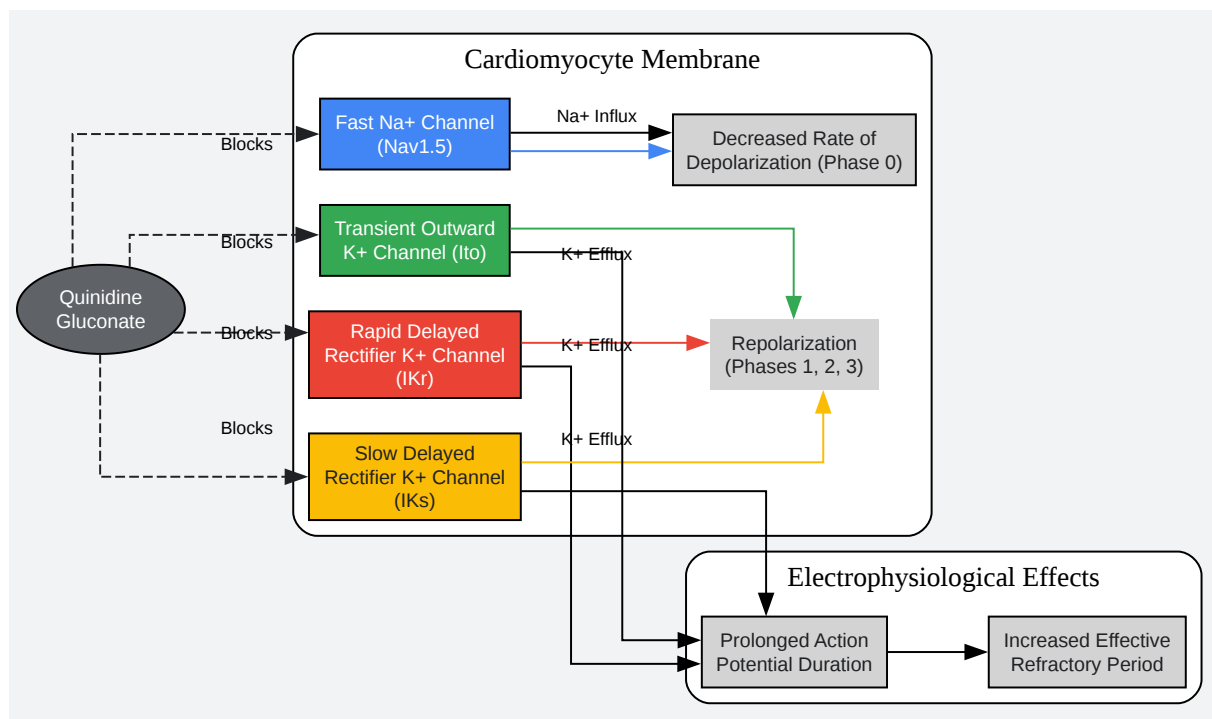 Cardiomyocyte Membrane
Fast Na+ Channel
(Nav1.5)
Na+ Influx
Decreased Rate of
Depolarization (Phase 0)
Blocks
Transient Outward
K+ Channel (Ito)
Blocks
K+ Efflux
Quinidine
Gluconate
Blocks
Rapid Delayed
Rectifier K+ Channel
(IKr)
K+ Efflux
Repolarization
(Phases 1, 2, 3)
Blocks
K+ Efflux
Slow Delayed
Rectifier K+ Channel
(IKs)
Electrophysiological Effects
Prolonged Action
Potential Duration
Increased Effective
Refractory Period